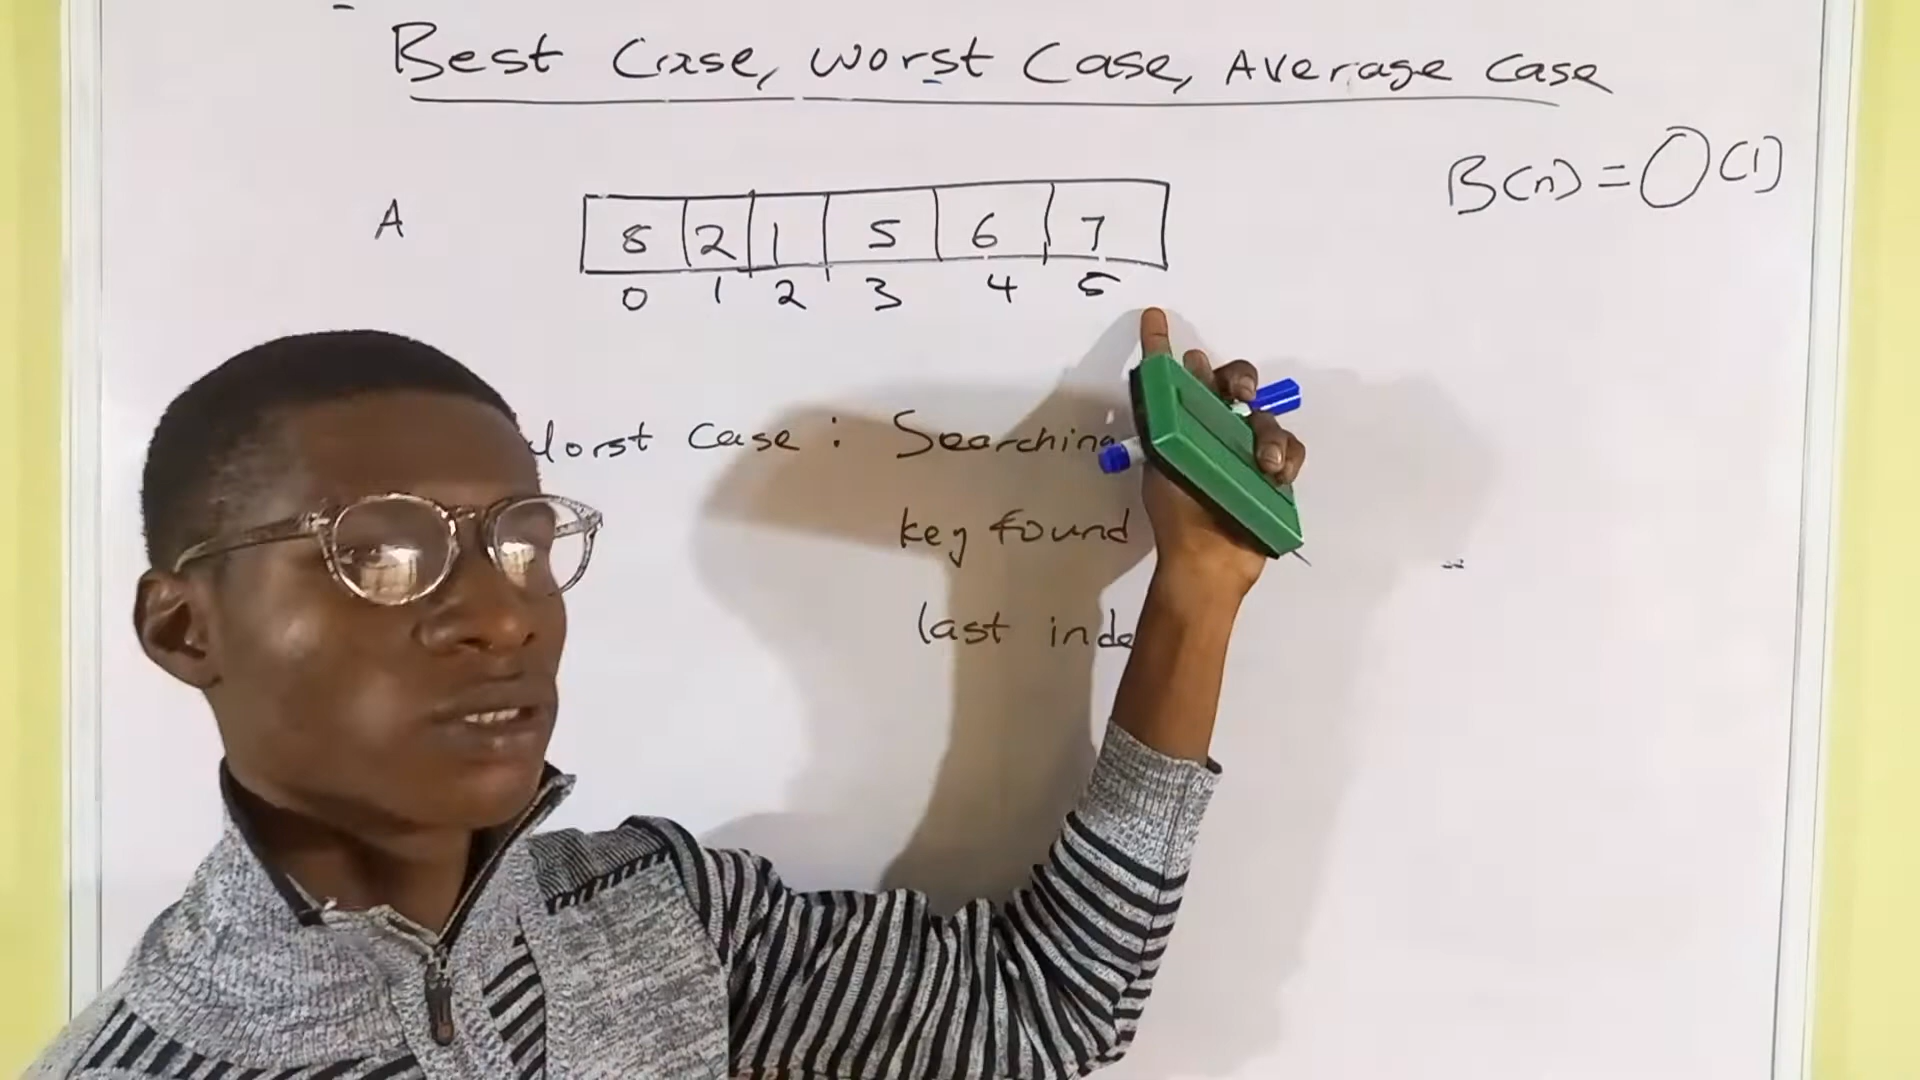 Best Case, Worst Case, Average Case
B(n) = O(1)
A
8 2 1 5 6 7
0 1 2 3 4 5
Worst Case : Searching
key found
last inde